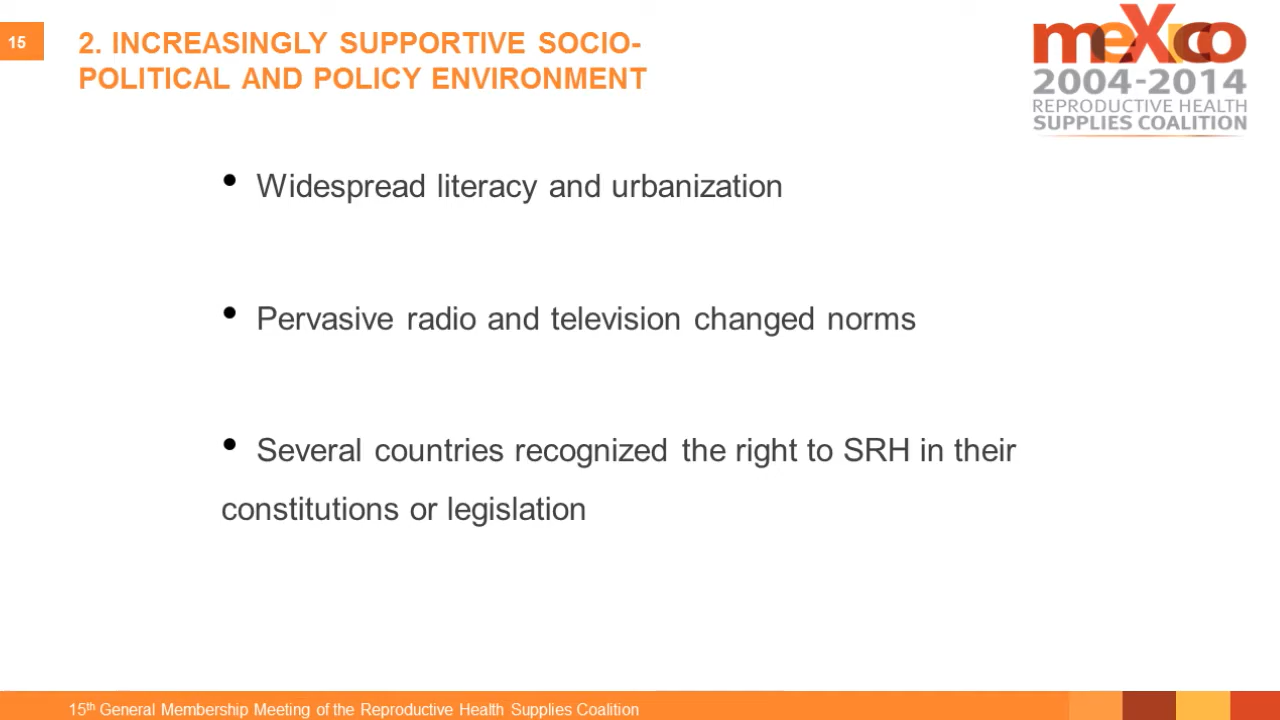 15
2. INCREASINGLY SUPPORTIVE SOCIO-
POLITICAL AND POLICY ENVIRONMENT
meXico
2004-2014
REPRODUCTIVE HEALTH
SUPPLIES COALITION
• Widespread literacy and urbanization
• Pervasive radio and television changed norms
• Several countries recognized the right to SRH in their
constitutions or legislation
15th General Membership Meeting of the Reproductive Health Supplies Coalition